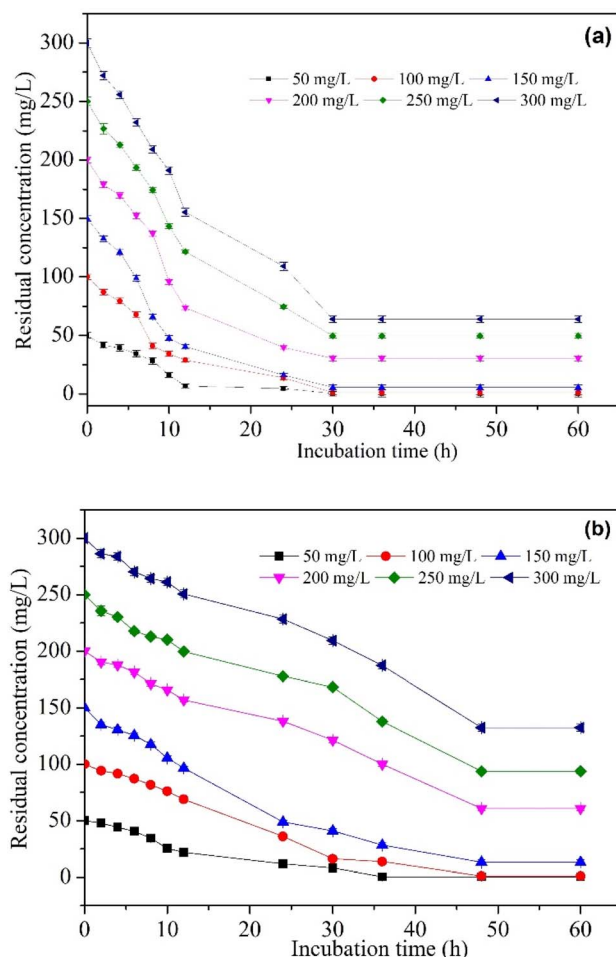 (a)
300
250
200
150
100
50
0
Residual concentration (mg/L)
50 mg/L 100 mg/L 150 mg/L
200 mg/L 250 mg/L 300 mg/L
0 10 20 30 40 50 60
Incubation time (h)
(b)
300
250
200
150
100
50
0
Residual concentration (mg/L)
50 mg/L 100 mg/L 150 mg/L
200 mg/L 250 mg/L 300 mg/L
0 10 20 30 40 50 60
Incubation time (h)